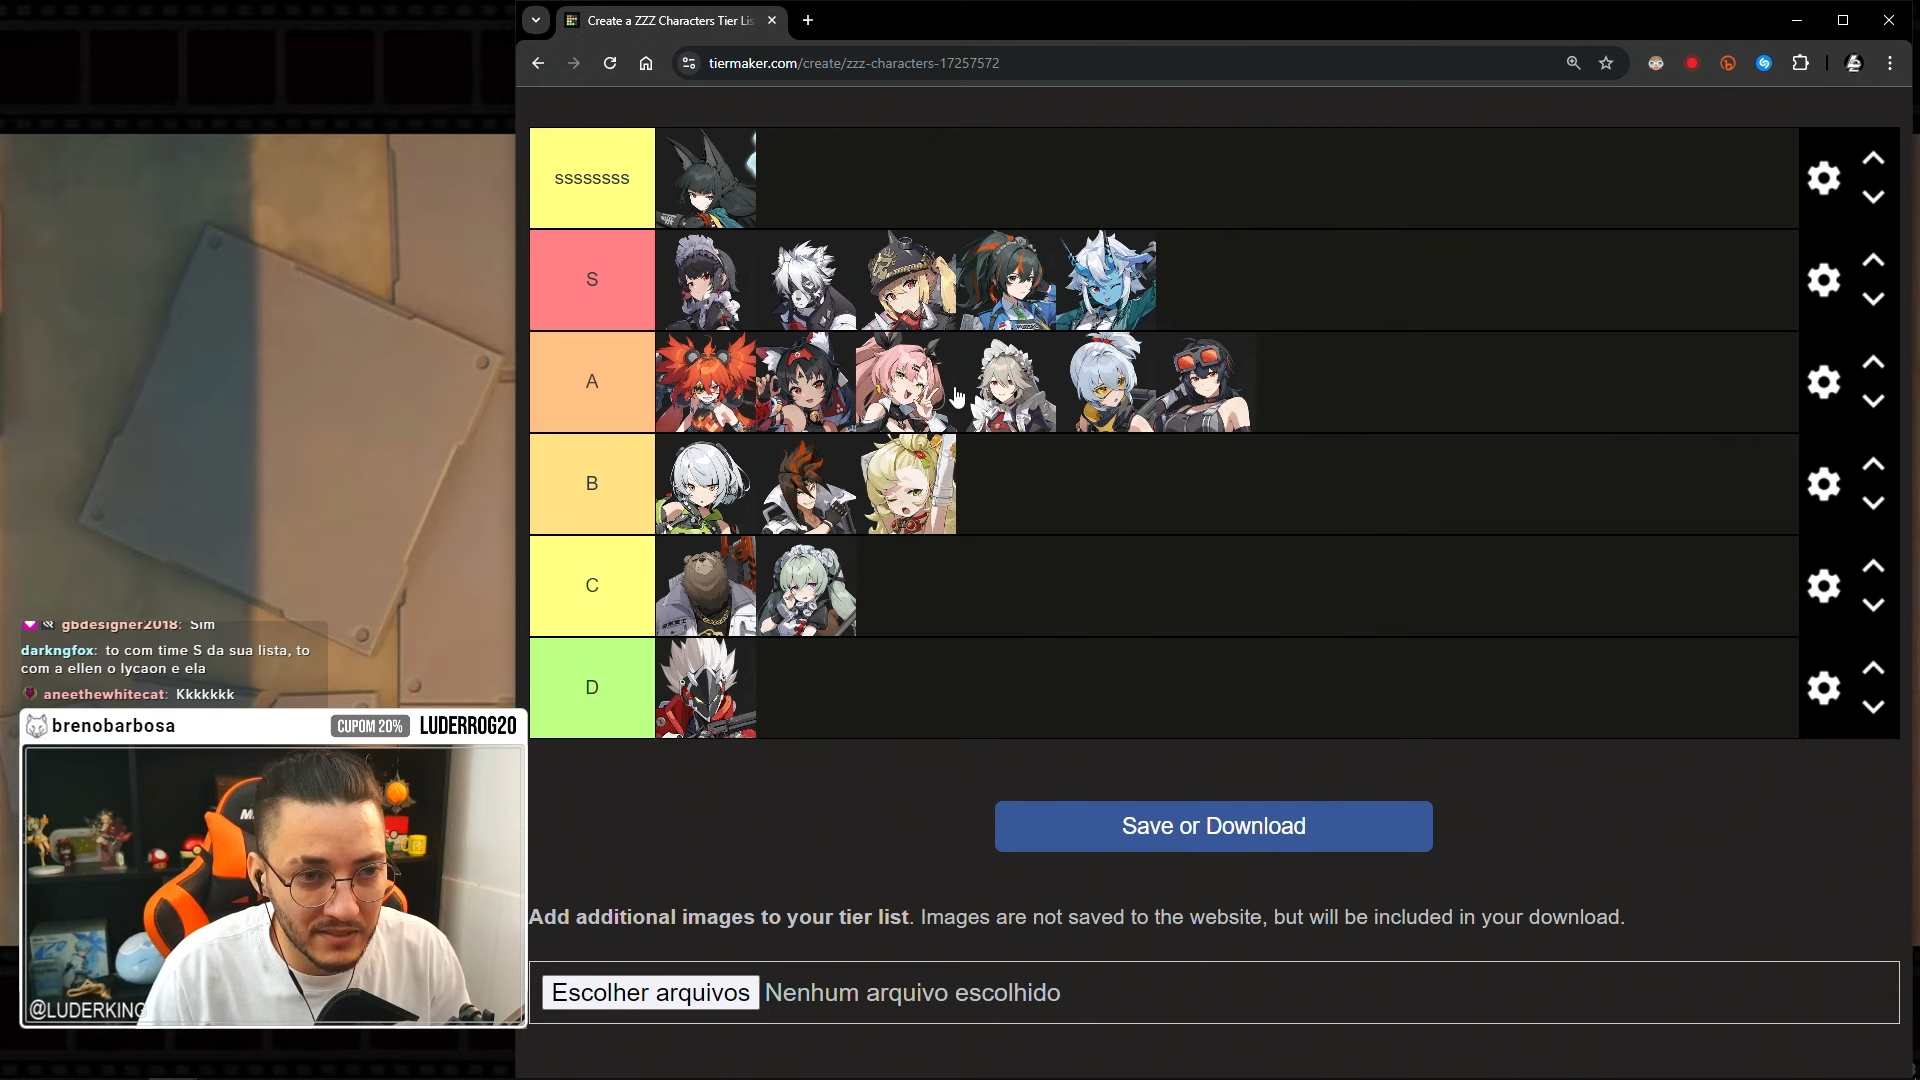 Create a ZZZ Characters Tier Lis
tiermaker.com/create/zzz-characters-17257572
ssssssss
S
A
B
C
D
gbdesigner2018: Sim
darkngfox: to com time S da sua lista, to
com a ellen o lycaon e ela
aneethewhitecat: Kkkkkkk
brenobarbosa
CUPOM 20%
LUDERROG20
@LUDERKING
Save or Download
Add additional images to your tier list. Images are not saved to the website, but will be included in your download.
Escolher arquivos Nenhum arquivo escolhido